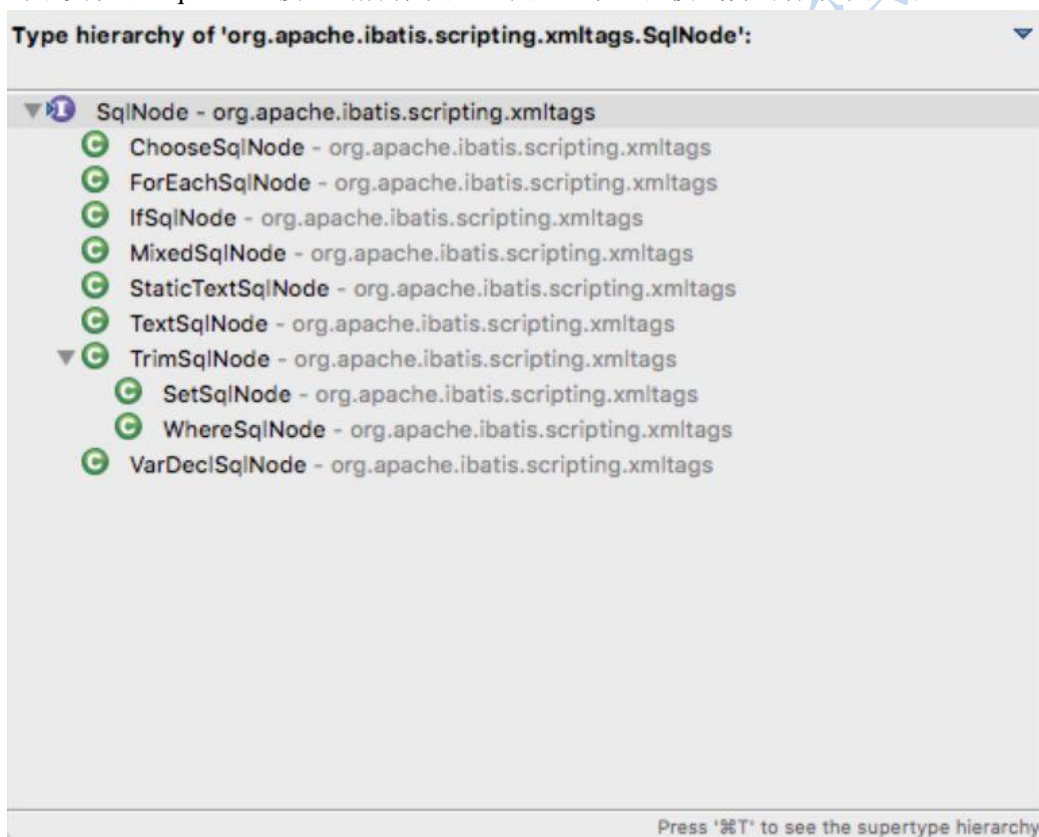 Type hierarchy of 'org.apache.ibatis.scripting.xmltags.SqlNode':
SqlNode - org.apache.ibatis.scripting.xmltags
ChooseSqlNode - org.apache.ibatis.scripting.xmltags
ForEachSqlNode - org.apache.ibatis.scripting.xmltags
IfSqlNode - org.apache.ibatis.scripting.xmltags
MixedSqlNode - org.apache.ibatis.scripting.xmltags
StaticTextSqlNode - org.apache.ibatis.scripting.xmltags
TextSqlNode - org.apache.ibatis.scripting.xmltags
TrimSqlNode - org.apache.ibatis.scripting.xmltags
SetSqlNode - org.apache.ibatis.scripting.xmltags
WhereSqlNode - org.apache.ibatis.scripting.xmltags
VarDeclSqlNode - org.apache.ibatis.scripting.xmltags
Press '⌘T' to see the supertype hierarchy